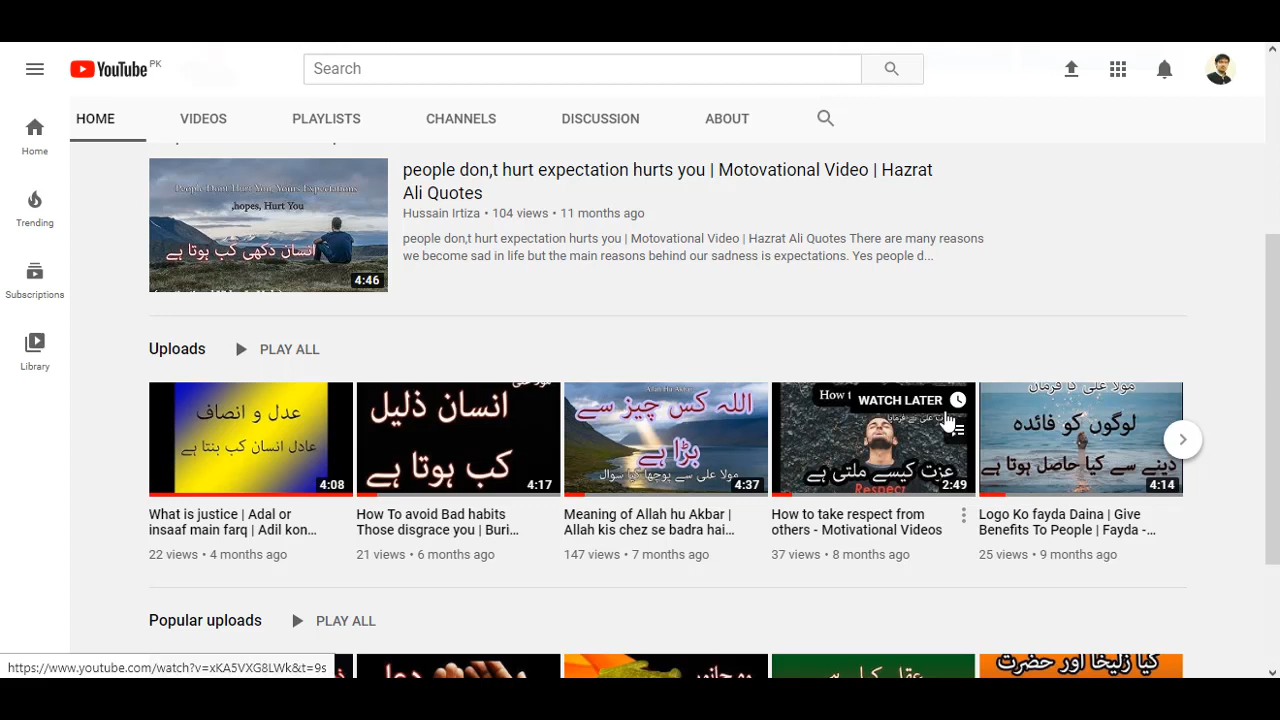 YouTube PK
Search
HOME VIDEOS PLAYLISTS CHANNELS DISCUSSION ABOUT
Home
Trending
Subscriptions
Library
People Dont Hurt You, Yours Expectations
,hopes, Hurt You
انسان دکھی کب ہوتا ہے
4:46
people don,t hurt expectation hurts you | Motovational Video | Hazrat
Ali Quotes
Hussain Irtiza • 104 views • 11 months ago
people don,t hurt expectation hurts you | Motovational Video | Hazrat Ali Quotes There are many reasons
we become sad in life but the main reasons behind our sadness is expectations. Yes people d...
Uploads PLAY ALL
عدل و انصاف
عادل انسان کب بنتا ہے
4:08
What is justice | Adal or
insaaf main farq | Adil kon...
22 views • 4 months ago
انسان ذلیل
کب ہوتا ہے
4:17
How To avoid Bad habits
Those disgrace you | Buri...
21 views • 6 months ago
Allah Hu Akbar
اللہ کس چیز سے
بڑا ہے
مولا علی سے پوچھا گیا سوال
4:37
Meaning of Allah hu Akbar |
Allah kis chez se badra hai...
147 views • 7 months ago
How t
WATCH LATER
عزت کیسے ملتی ہے
Respect
2:49
How to take respect from
others - Motivational Videos
37 views • 8 months ago
مولا علی کا فرمان
لوگوں کو فائدہ
دینے سے کیا حاصل ہوتا ہے
4:14
Logo Ko fayda Daina | Give
Benefits To People | Fayda -...
25 views • 9 months ago
Popular uploads PLAY ALL
https://www.youtube.com/watch?v=xKA5VXG8LWk&t=9s
کیا زلیخا اور حضرت